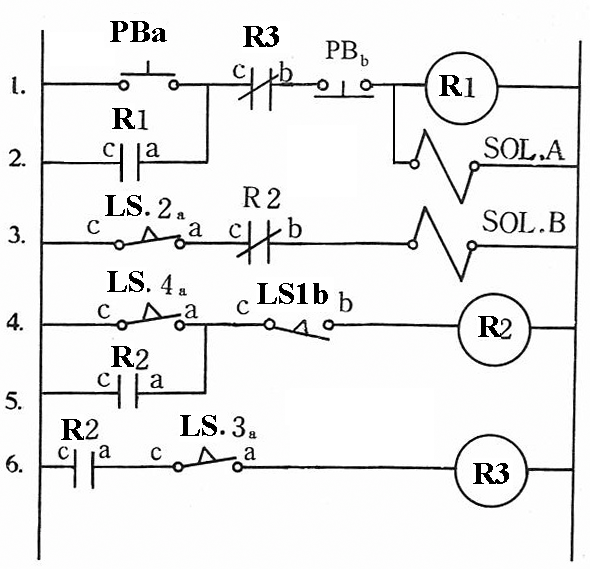 PBa R3 PBb
1. c b R1
R1
2. c a SOL.A
LS.2a R2 SOL.B
3. c a c b
LS.4a LS1b
4. c a c b R2
R2
5. c a
R2 LS.3a
6. c a c a R3